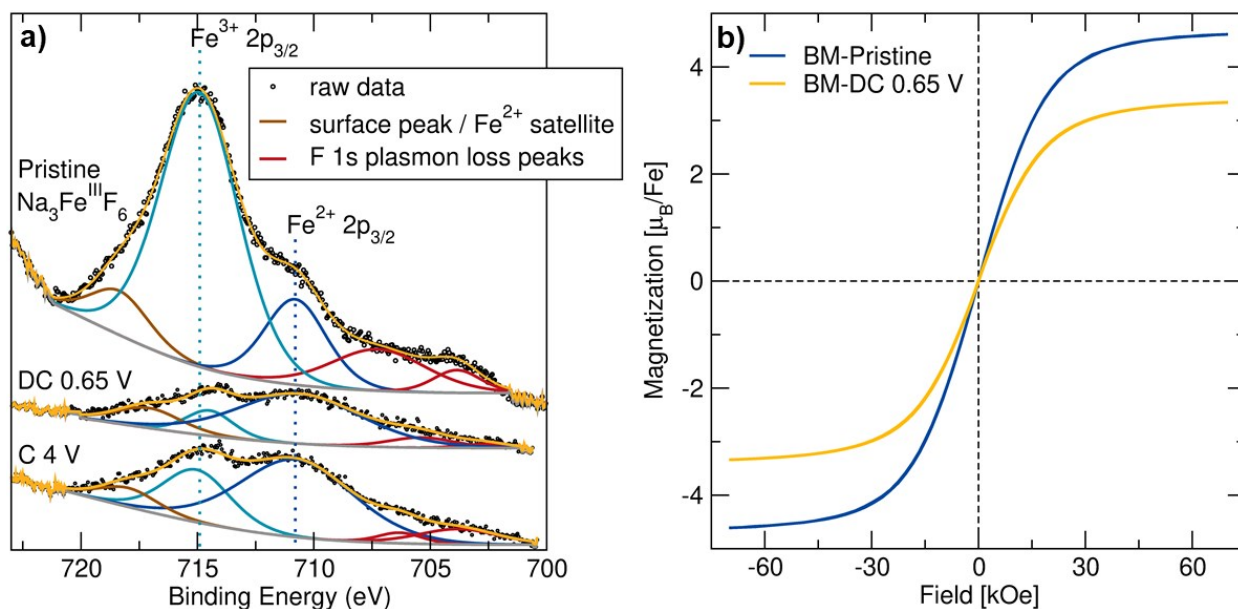 a)
Fe³⁺ 2p₃/₂
raw data
surface peak / Fe²⁺ satellite
F 1s plasmon loss peaks
Pristine
Na₃FeᴵᴵᴵF₆
Fe²⁺ 2p₃/₂
DC 0.65 V
C 4 V
720 715 710 705 700
Binding Energy (eV)
b)
BM-Pristine
BM-DC 0.65 V
Magnetization [μB/Fe]
4
2
0
-2
-4
-60 -30 0 30 60
Field [kOe]